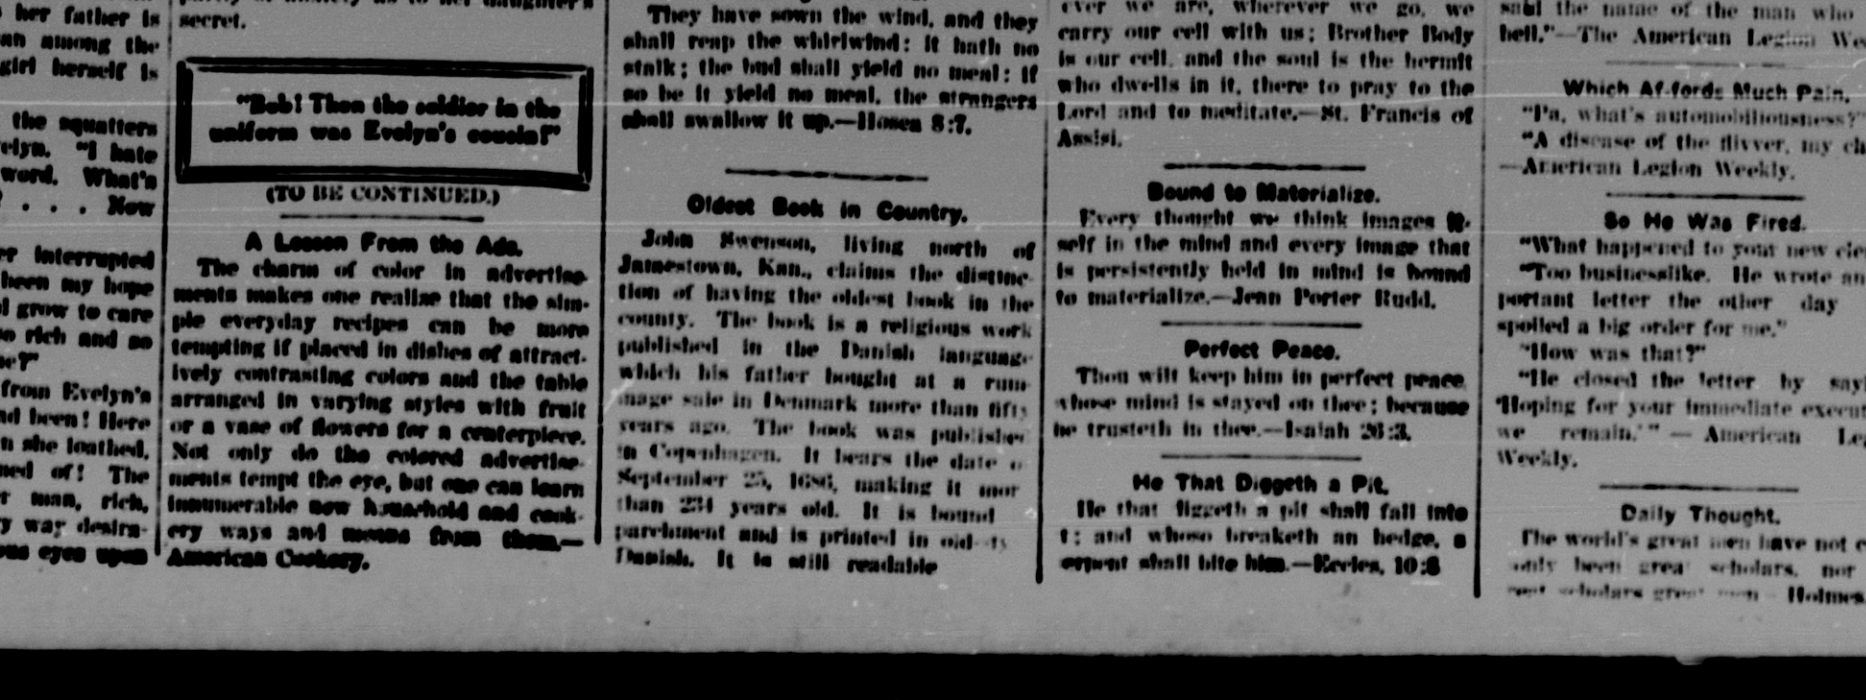 her father is
an among the
girl herself is
the squatters
elyn. "I hate
word. What's
. . . Now
er interrupted
been my hope
l grow to care
so rich and so
he?"
from Evelyn's
nd been! Here
n she loathed,
ned of! The
r man, rich,
y way desira-
ous eyes upon
secret.
"Bob! Then the soldier in the
uniform was Evelyn's cousin!"
(TO BE CONTINUED.)
A Lesson From the Ads.
The charm of color in advertise-
ments makes one realize that the sim-
ple everyday recipes can be more
tempting if placed in dishes of attract-
ively contrasting colors and the table
arranged in varying styles with fruit
or a vase of flowers for a centerpiece.
Not only do the colored advertise-
ments tempt the eye, but one can learn
innumerable new household and cook-
ery ways and means from them.—
American Cookery.
They have sown the wind, and they
shall reap the whirlwind: it hath no
stalk; the bud shall yield no meal: if
so be it yield no meal, the strangers
shall swallow it up.—Hosea 8:7.
Oldest Book in Country.
John Swenson, living north of
Jamestown, Kan., claims the distinc-
tion of having the oldest book in the
county. The book is a religious work
published in the Danish language
which his father bought at a rum-
mage sale in Denmark more than fifty
years ago. The book was publishe
in Copenhagen. It bears the date o
September 25, 1686, making it mor
than 234 years old. It is bound
parchment and is printed in old
Danish. It is still readable
ever we are, wherever we go, we
carry our cell with us; Brother Body
is our cell, and the soul is the hermit
who dwells in it, there to pray to the
Lord and to meditate.—St. Francis of
Assisi.
Bound to Materialize.
Every thought we think images it-
self in the mind and every image that
is persistently held in mind is bound
to materialize.—Jean Porter Rudd.
Perfect Peace.
Thou wilt keep him in perfect peace
whose mind is stayed on thee; because
he trusteth in thee.—Isaiah 26:3.
He That Diggeth a Pit.
He that diggeth a pit shall fall into
t; and whoso breaketh an hedge, a
erpent shall bite him.—Eccles. 10:8
said the name of the man who
hell."—The American Legion We
Which Af-fords Much Pain.
"Pa, what's automobiliousness?"
"A disease of the flivver, my ch
—American Legion Weekly.
So He Was Fired.
"What happened to your new cle
"Too businesslike. He wrote an
portant letter the other day
spoiled a big order for me."
"How was that?"
"He closed the letter by say
'Hoping for your immediate execut
we remain.'"— American Le
Weekly.
Daily Thought.
The world's great men have not c
only been great scholars, nor
great scholars great men Holmes